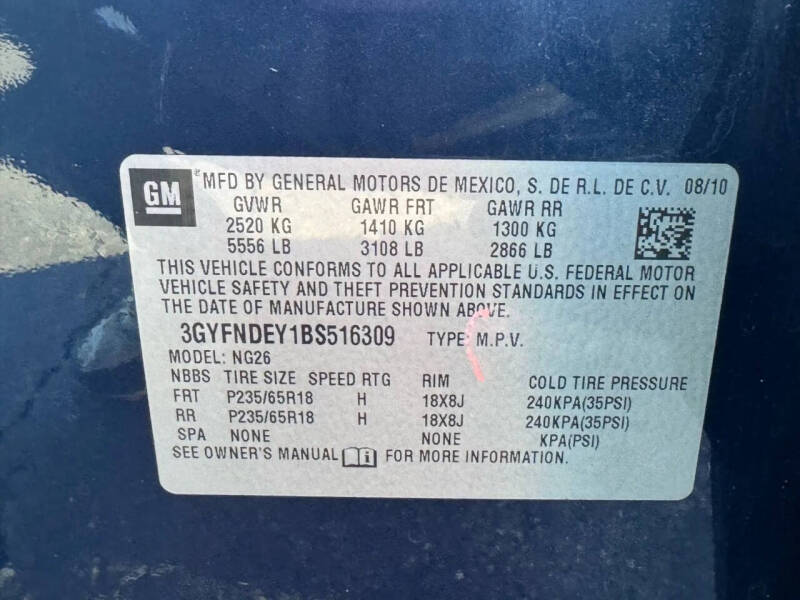 GM MFD BY GENERAL MOTORS DE MEXICO, S. DE R.L. DE C.V. 08/10
GVWR GAWR FRT GAWR RR
2520 KG 1410 KG 1300 KG
5556 LB 3108 LB 2866 LB
THIS VEHICLE CONFORMS TO ALL APPLICABLE U.S. FEDERAL MOTOR
VEHICLE SAFETY AND THEFT PREVENTION STANDARDS IN EFFECT ON
THE DATE OF MANUFACTURE SHOWN ABOVE.
3GYFNDEY1BS516309 TYPE: M.P.V.
MODEL: NG26
NBBS TIRE SIZE SPEED RTG RIM COLD TIRE PRESSURE
FRT P235/65R18 H 18X8J 240KPA(35PSI)
RR P235/65R18 H 18X8J 240KPA(35PSI)
SPA NONE NONE KPA(PSI)
SEE OWNER'S MANUAL i FOR MORE INFORMATION.